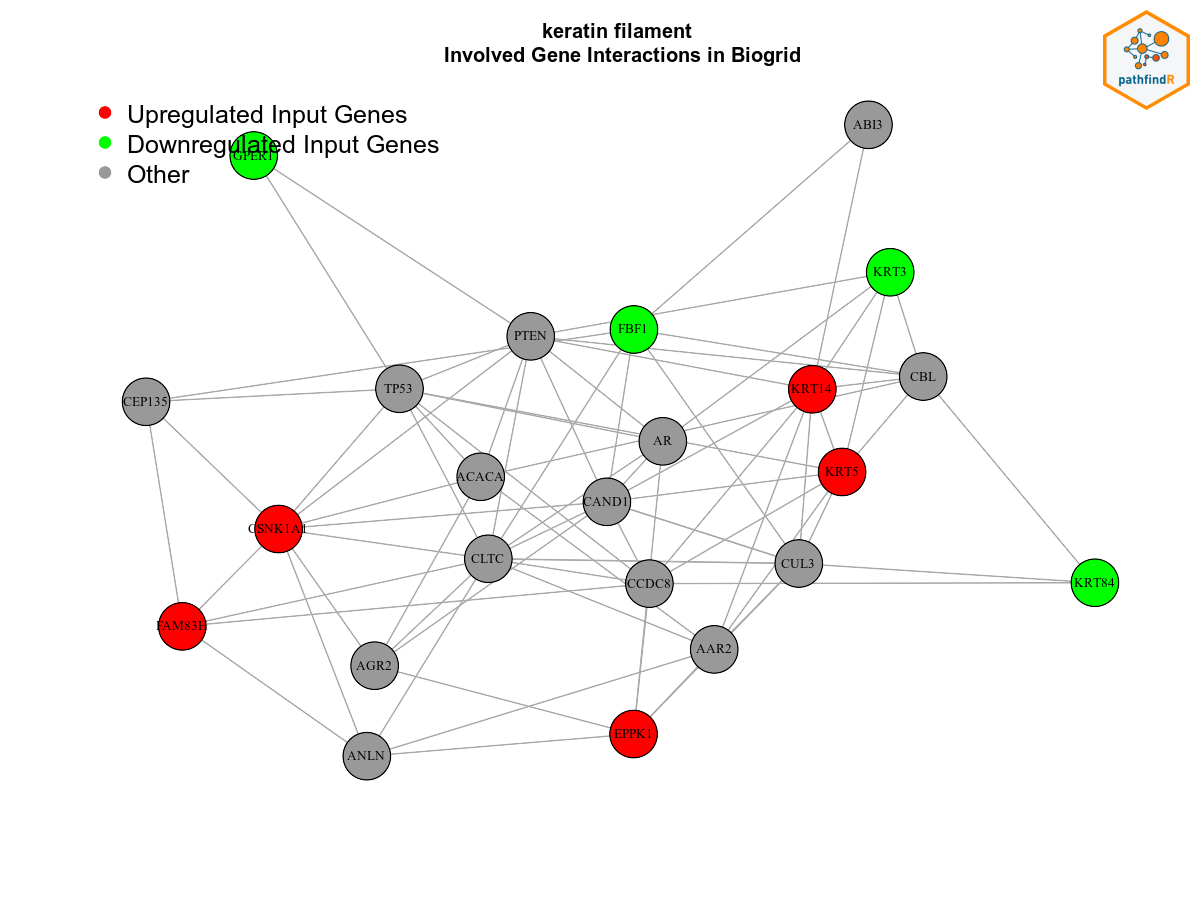 keratin filament
Involved Gene Interactions in Biogrid
pathfindR
Upregulated Input Genes
Downregulated Input Genes
Other
GPER1
ABI3
KRT3
FBF1
PTEN
CBL
TP53
KRT14
CEP135
AR
KRT5
ACACA
CAND1
CSNK1A1
CLTC
CUL3
CCDC8
KRT84
FAM83H
AAR2
AGR2
EPPK1
ANLN